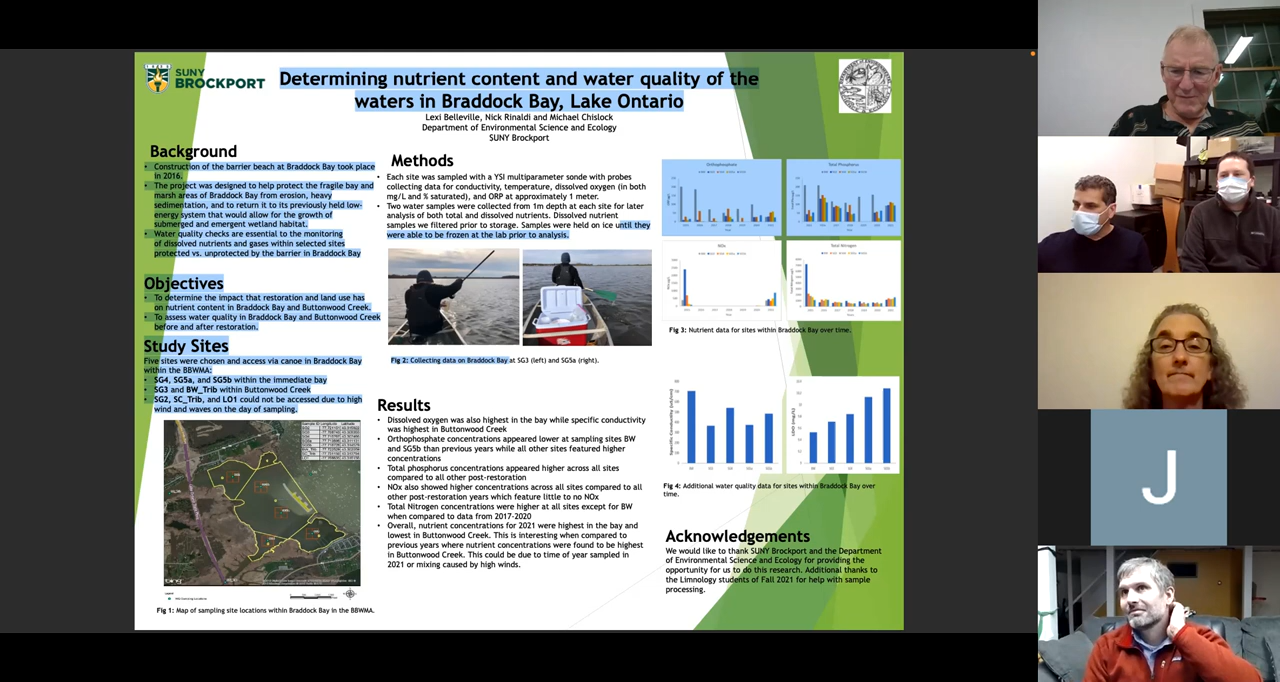 SUNY
BROCKPORT
Determining nutrient content and water quality of the
waters in Braddock Bay, Lake Ontario
Lexi Belleville, Nick Rinaldi and Michael Chislock
Department of Environmental Science and Ecology
SUNY Brockport
Background
• Construction of the barrier beach at Braddock Bay took place
in 2016.
• The project was designed to help protect the fragile bay and
marsh areas of Braddock Bay from erosion, heavy
sedimentation, and to return it to its previously held low-
energy system that would allow for the growth of
submerged and emergent wetland habitat.
• Water quality checks are essential to the monitoring
of dissolved nutrients and gases within selected sites
protected vs. unprotected by the barrier in Braddock Bay
Objectives
• To determine the impact that restoration and land use has
on nutrient content in Braddock Bay and Buttonwood Creek.
• To assess water quality in Braddock Bay and Buttonwood Creek
before and after restoration.
Study Sites
Five sites were chosen and access via canoe in Braddock Bay
within the BBWMA:
• SG4, SG5a, and SG5b within the immediate bay
• SG3 and BW_Trib within Buttonwood Creek
• SG2, SC_Trib, and LO1 could not be accessed due to high
wind and waves on the day of sampling.
bing
Fig 1: Map of sampling site locations within Braddock Bay in the BBWMA.
Methods
• Each site was sampled with a YSI multiparameter sonde with probes
collecting data for conductivity, temperature, dissolved oxygen (in both
mg/L and % saturated), and ORP at approximately 1 meter.
• Two water samples were collected from 1m depth at each site for later
analysis of both total and dissolved nutrients. Dissolved nutrient
samples we filtered prior to storage. Samples were held on ice until they
were able to be frozen at the lab prior to analysis.
Fig 2: Collecting data on Braddock Bay at SG3 (left) and SG5a (right).
Results
• Dissolved oxygen was also highest in the bay while specific conductivity
was highest in Buttonwood Creek
• Orthophosphate concentrations appeared lower at sampling sites BW
and SG5b than previous years while all other sites featured higher
concentrations
• Total phosphorus concentrations appeared higher across all sites
compared to all other post-restoration
• NOx also showed higher concentrations across all sites compared to all
other post-restoration years which feature little to no NOx
• Total Nitrogen concentrations were higher at all sites except for BW
when compared to data from 2017-2020
• Overall, nutrient concentrations for 2021 were highest in the bay and
lowest in Buttonwood Creek. This is interesting when compared to
previous years where nutrient concentrations were found to be highest
in Buttonwood Creek. This could be due to time of year sampled in
2021 or mixing caused by high winds.
Orthophosphate
Total Phosphorus
NOx
Total Nitrogen
Fig 3: Nutrient data for sites within Braddock Bay over time.
Specific Conductivity (uS/cm)
LDO (mg/L)
Fig 4: Additional water quality data for sites within Braddock Bay over
time.
Acknowledgements
We would like to thank SUNY Brockport and the Department
of Environmental Science and Ecology for providing the
opportunity for us to do this research. Additional thanks to
the Limnology students of Fall 2021 for help with sample
processing.
J